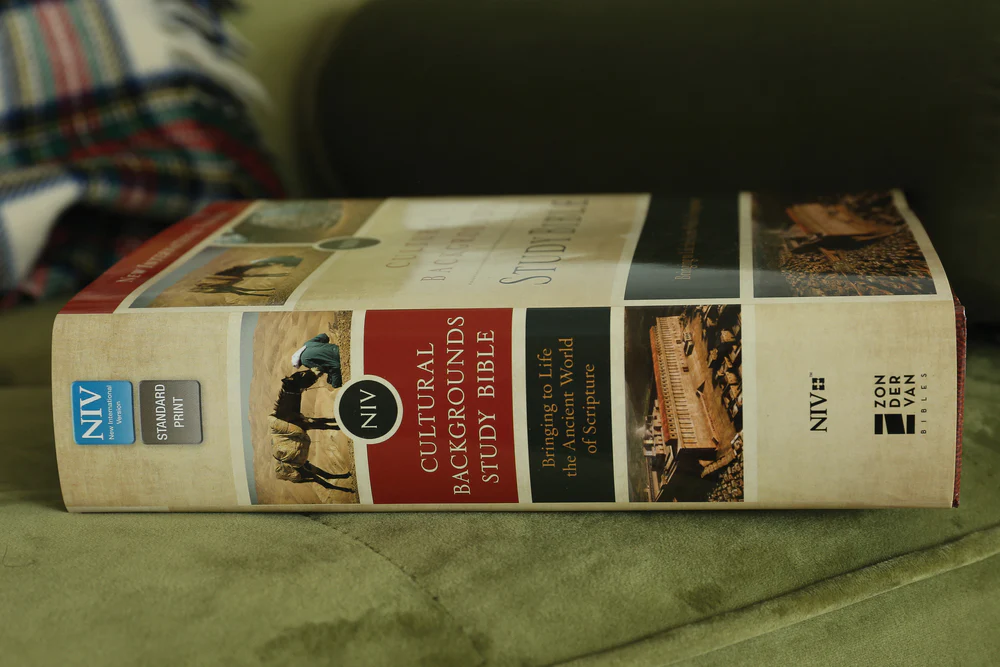 NIV
New International
Version
STANDARD
PRINT
NIV
CULTURAL
BACKGROUNDS
STUDY BIBLE
Bringing to Life
the Ancient World
of Scripture
NIV
ZON
DER
VAN
BIBLES
STUDY BIBLE